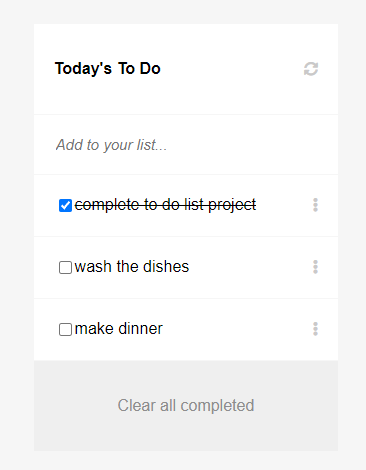 Today's To Do
Add to your list...
complete to do list project
wash the dishes
make dinner
Clear all completed